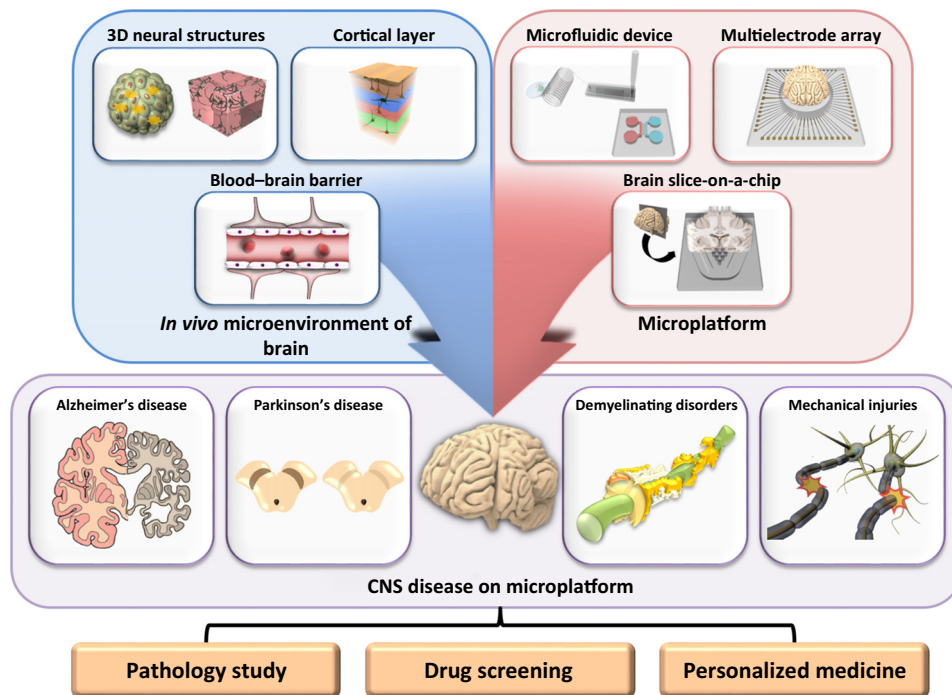 3D neural structures
Cortical layer
Blood–brain barrier
In vivo microenvironment of
brain
Microfluidic device
Multielectrode array
Brain slice-on-a-chip
Microplatform
Alzheimer's disease
Parkinson's disease
Demyelinating disorders
Mechanical injuries
CNS disease on microplatform
Pathology study
Drug screening
Personalized medicine